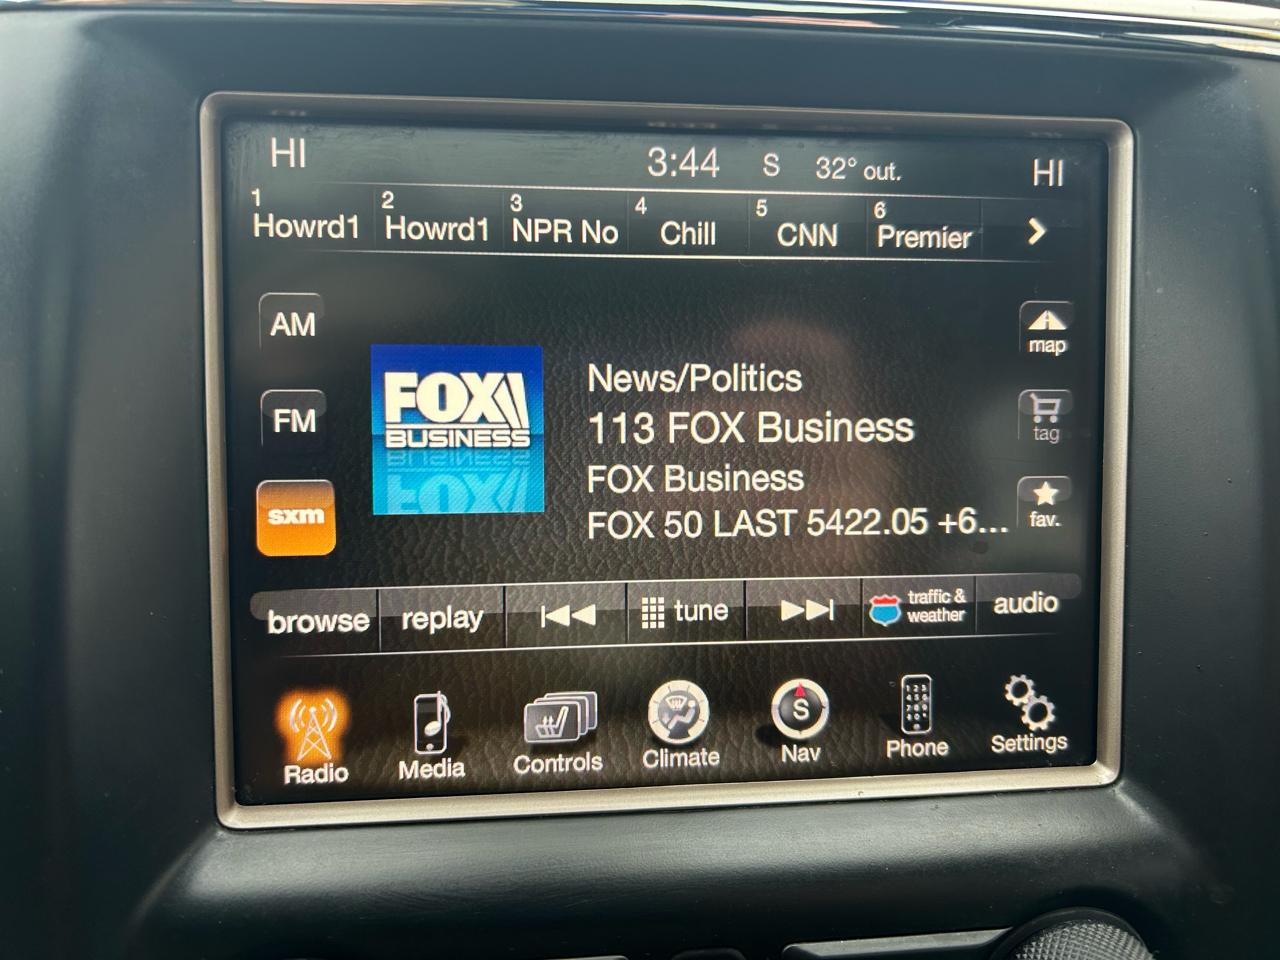 HI 3:44 S 32° out. HI
1 Howrd1 2 Howrd1 3 NPR No 4 Chill 5 CNN 6 Premier
AM
map
FOX
BUSINESS
News/Politics
113 FOX Business
FOX Business
FOX 50 LAST 5422.05 +6...
FM
tag
sxm
fav.
browse replay tune traffic & weather audio
S
Radio Media Controls Climate Nav Phone Settings